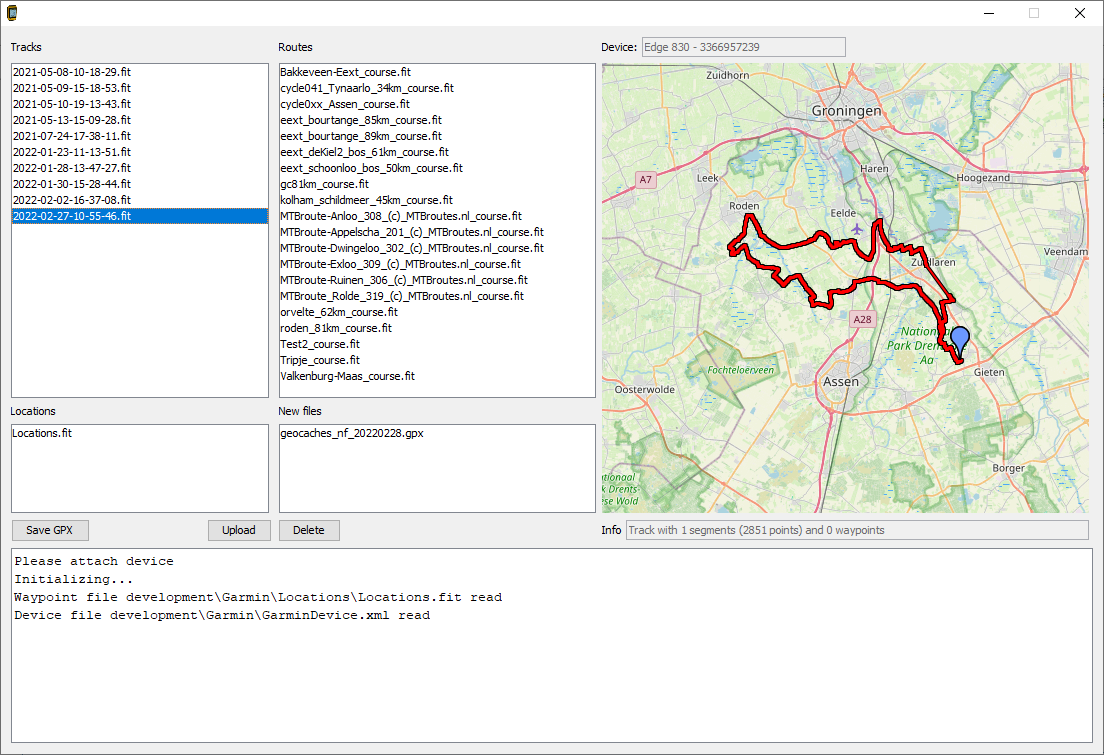 Tracks
2021-05-08-10-18-29.fit
2021-05-09-15-18-53.fit
2021-05-10-19-13-43.fit
2021-05-13-15-09-28.fit
2021-07-24-17-38-11.fit
2022-01-23-11-13-51.fit
2022-01-28-13-47-27.fit
2022-01-30-15-28-44.fit
2022-02-02-16-37-08.fit
2022-02-27-10-55-46.fit
Routes
Bakkeveen-Eext_course.fit
cycle041_Tynaarlo_34km_course.fit
cycle0xx_Assen_course.fit
eext_bourtange_85km_course.fit
eext_bourtange_89km_course.fit
eext_deKiel2_bos_61km_course.fit
eext_schoonloo_bos_50km_course.fit
gc81km_course.fit
kolham_schildmeer_45km_course.fit
MTBroute-Anloo_308_(c)_MTBroutes.nl_course.fit
MTBroute-Appelscha_201_(c)_MTBroutes.nl_course.fit
MTBroute-Dwingeloo_302_(c)_MTBroutes.nl_course.fit
MTBroute-Exloo_309_(c)_MTBroutes.nl_course.fit
MTBroute-Ruinen_306_(c)_MTBroutes.nl_course.fit
MTBroute_Rolde_319_(c)_MTBroutes.nl_course.fit
orvelte_62km_course.fit
roden_81km_course.fit
Test2_course.fit
Tripje_course.fit
Valkenburg-Maas_course.fit
Device: Edge 830 - 3366957239
Zuidhorn
Groningen
Haren
Hoogezand
A7
Leek
Roden
Eelde
Veendam
Zuidlaren
A28
Nationaal
Park Drentsche
Aa
Fochteloërveen
Gieten
Assen
Oosterwolde
Borger
ationaal
k Drents-
ese Wold
Locations
Locations.fit
New files
geocaches_nf_20220228.gpx
Save GPX
Upload
Delete
Info Track with 1 segments (2851 points) and 0 waypoints
Please attach device
Initializing...
Waypoint file development\Garmin\Locations\Locations.fit read
Device file development\Garmin\GarminDevice.xml read